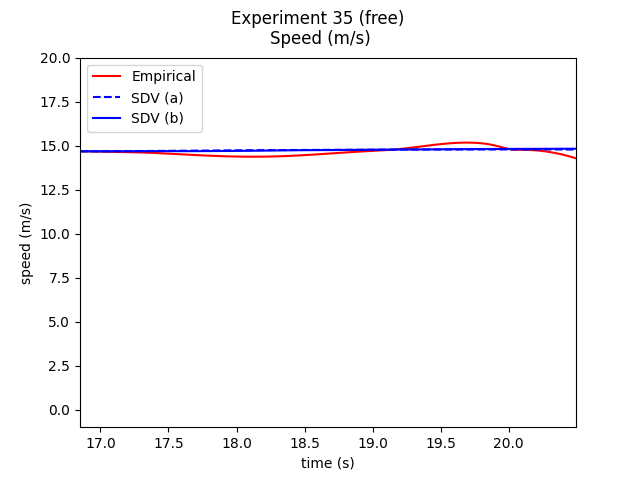 Experiment 35 (free)
Speed (m/s)
20.0
17.5
15.0
12.5
10.0
7.5
5.0
2.5
0.0
speed (m/s)
Empirical
SDV (a)
SDV (b)
17.0 17.5 18.0 18.5 19.0 19.5 20.0
time (s)